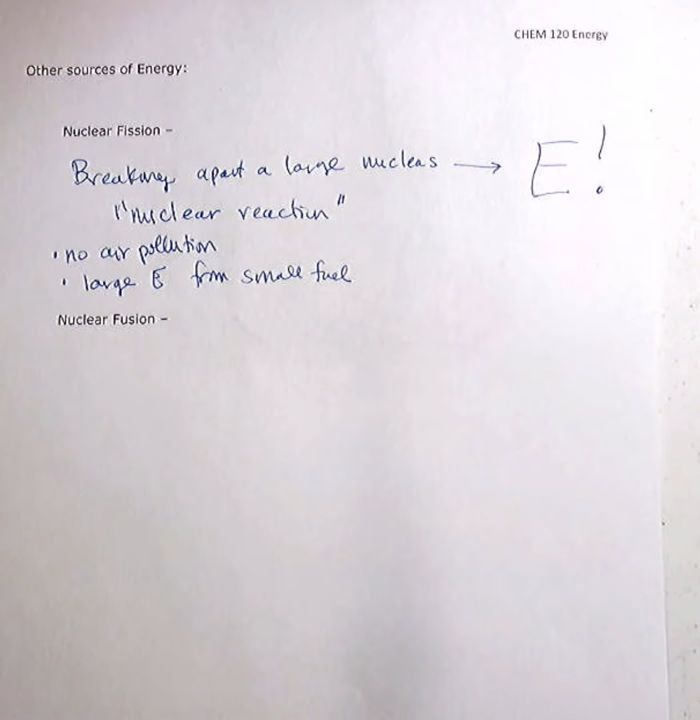 CHEM 120 Energy
Other sources of Energy:
Nuclear Fission –
Breaking apart a large nucleas → E!
"nuclear reaction"
• no air pollution
• large E from small fuel
Nuclear Fusion –